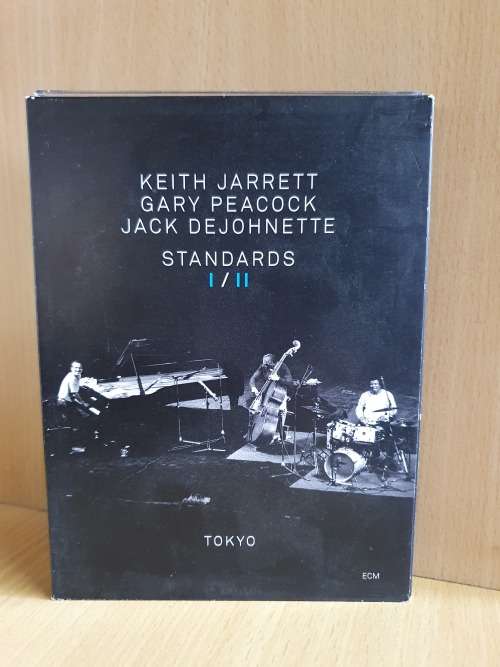 KEITH JARRETT
GARY PEACOCK
JACK DEJOHNETTE
STANDARDS
I/II
TOKYO
ECM